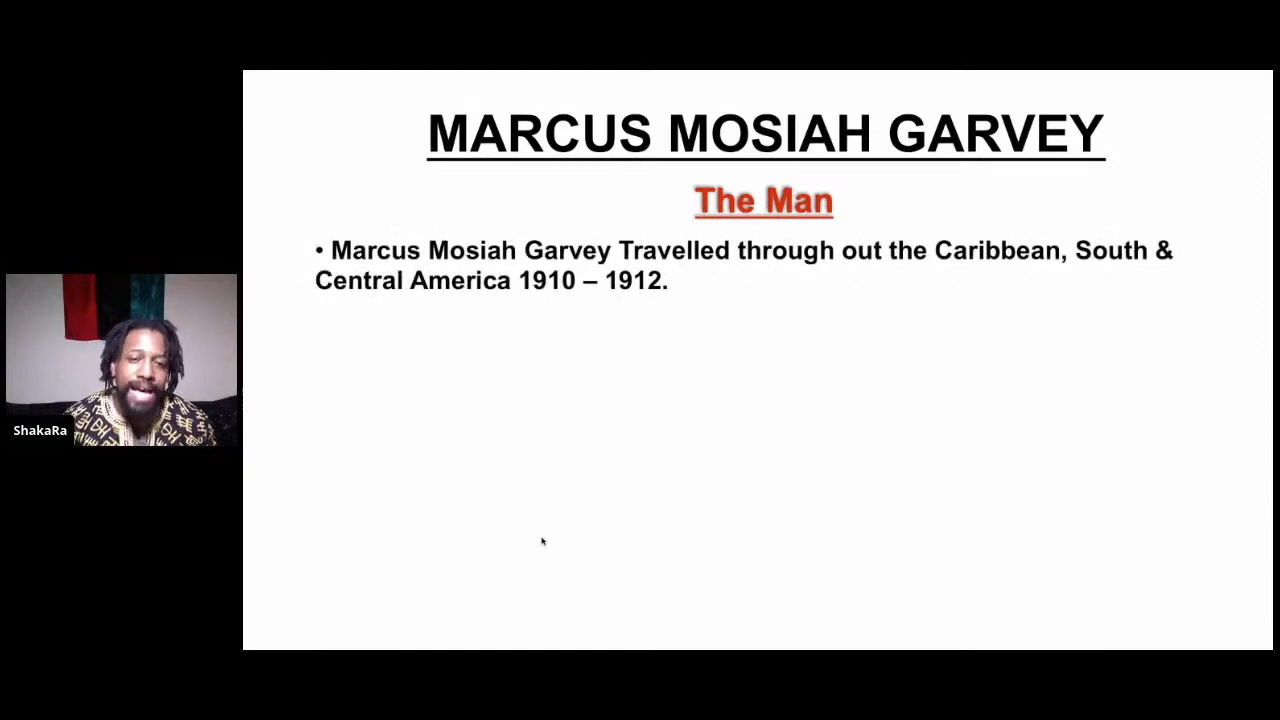 MARCUS MOSIAH GARVEY
The Man
• Marcus Mosiah Garvey Travelled through out the Caribbean, South &
Central America 1910 – 1912.
ShakaRa